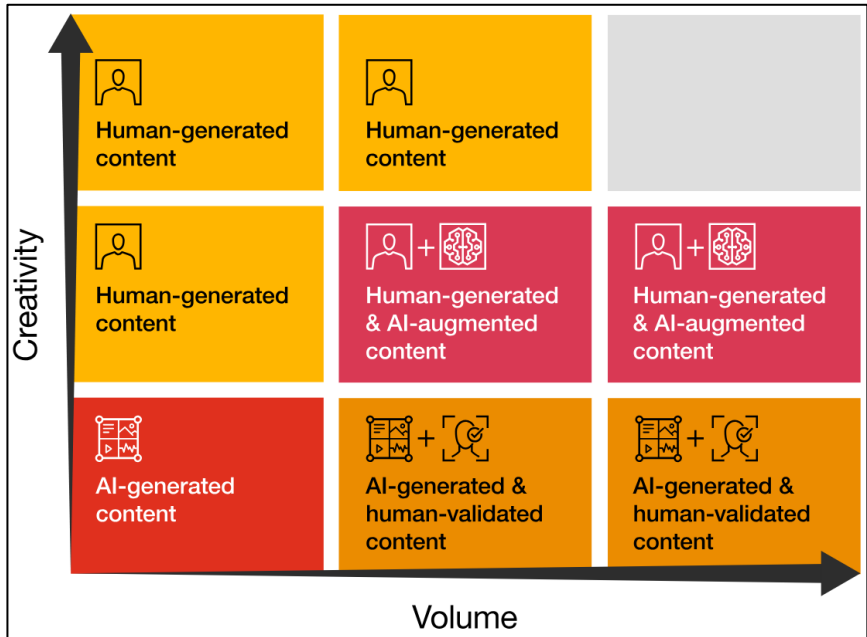 Human-generated
content
Human-generated
content
Creativity
Human-generated
content
Human-generated
& AI-augmented
content
Human-generated
& AI-augmented
content
AI-generated
content
AI-generated &
human-validated
content
AI-generated &
human-validated
content
Volume